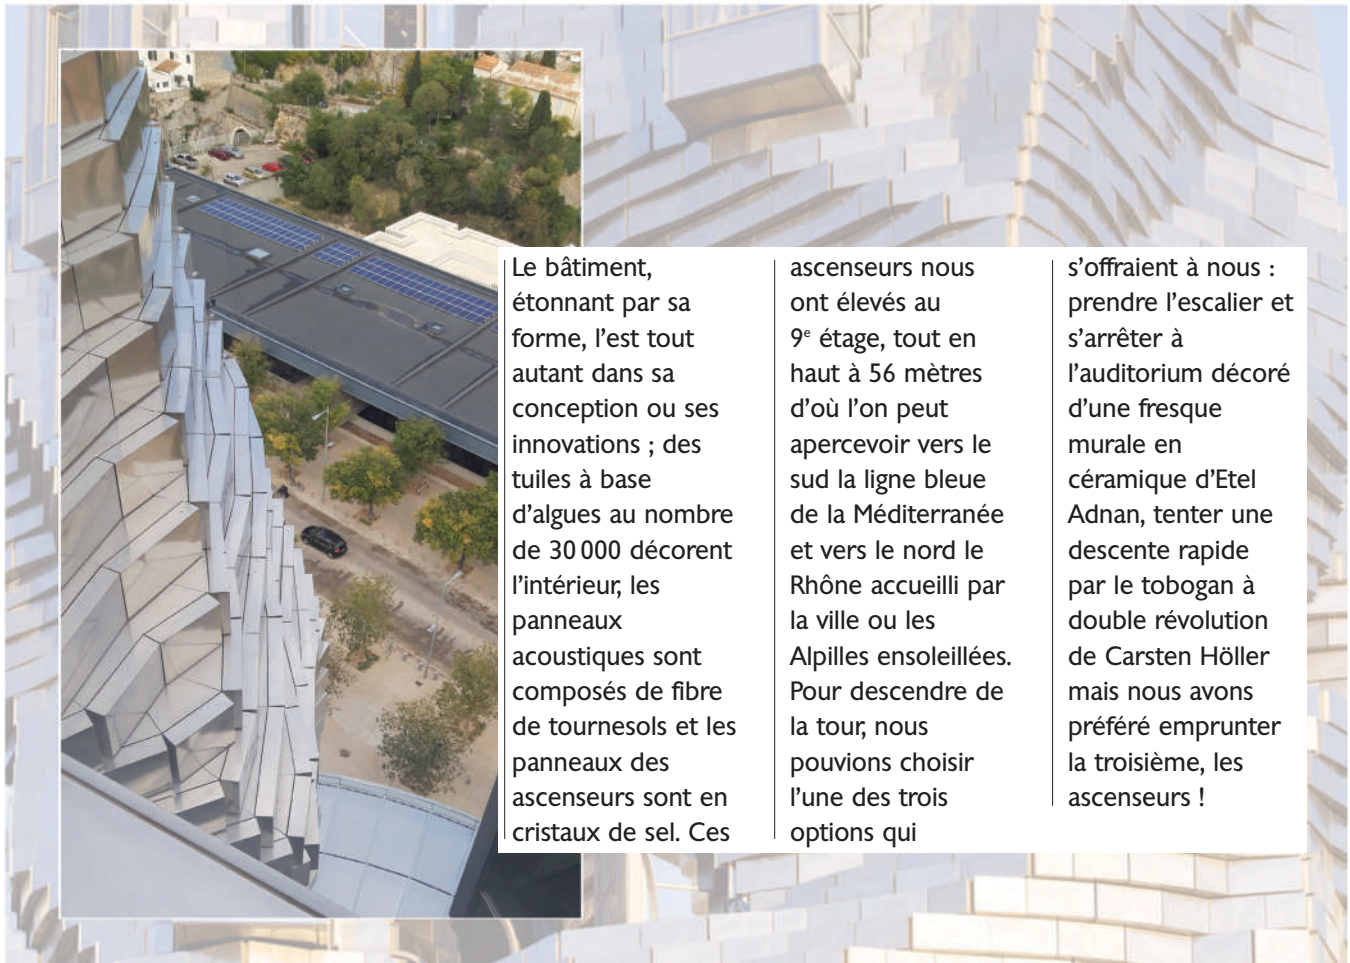 Le bâtiment,
étonnant par sa
forme, l’est tout
autant dans sa
conception ou ses
innovations ; des
tuiles à base
d’algues au nombre
de 30 000 décorent
l’intérieur, les
panneaux
acoustiques sont
composés de fibre
de tournesols et les
panneaux des
ascenseurs sont en
cristaux de sel. Ces
ascenseurs nous
ont élevés au
9e étage, tout en
haut à 56 mètres
d’où l’on peut
apercevoir vers le
sud la ligne bleue
de la Méditerranée
et vers le nord le
Rhône accueilli par
la ville ou les
Alpilles ensoleillées.
Pour descendre de
la tour, nous
pouvions choisir
l’une des trois
options qui
s’offraient à nous :
prendre l’escalier et
s’arrêter à
l’auditorium décoré
d’une fresque
murale en
céramique d’Etel
Adnan, tenter une
descente rapide
par le tobogan à
double révolution
de Carsten Höller
mais nous avons
préféré emprunter
la troisième, les
ascenseurs !